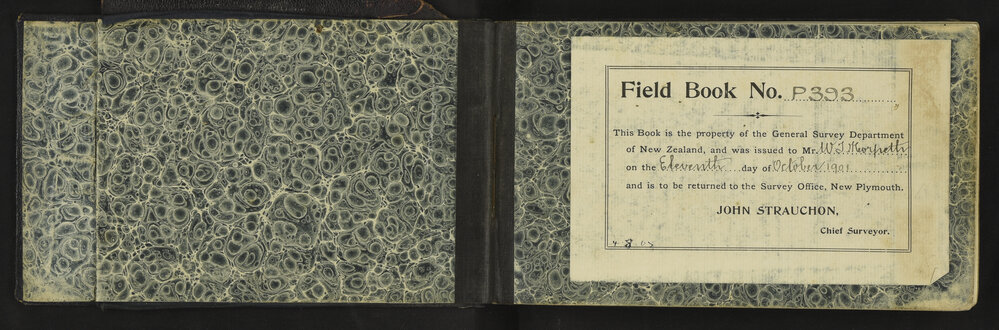 Field Book No. P393
This Book is the property of the General Survey Department
of New Zealand, and was issued to Mr. W.T. Morpeth
on the Eleventh day of October 1901
and is to be returned to the Survey Office, New Plymouth.
JOHN STRAUCHON,
Chief Surveyor.